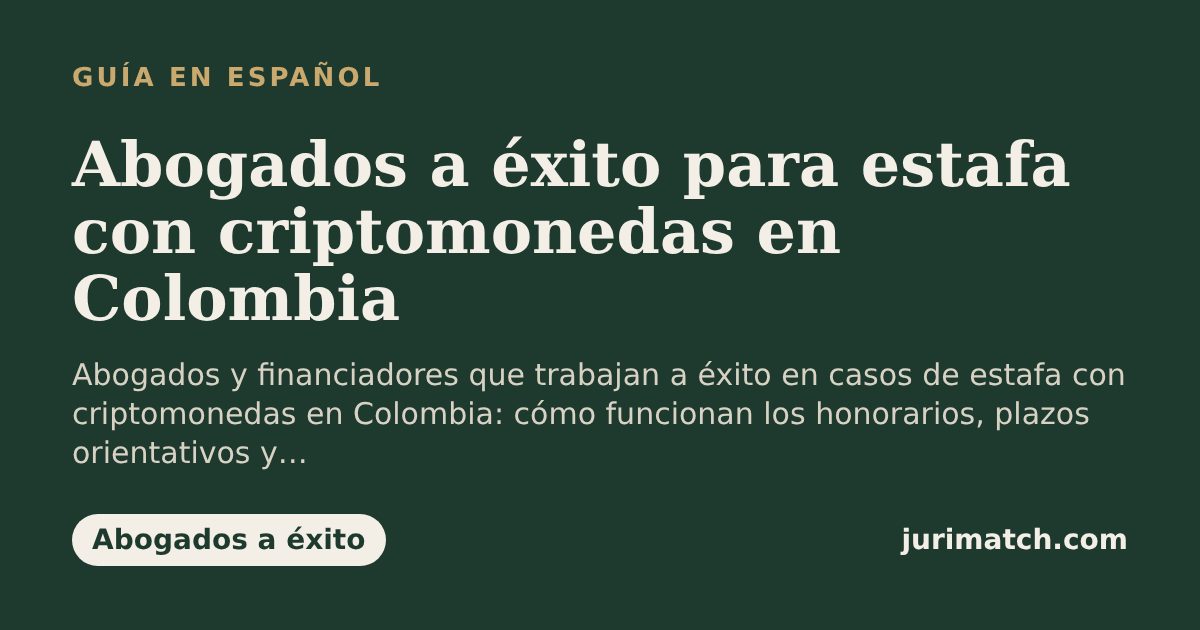 GUÍA EN ESPAÑOL
Abogados a éxito para estafa
con criptomonedas en
Colombia
Abogados y financiadores que trabajan a éxito en casos de estafa con
criptomonedas en Colombia: cómo funcionan los honorarios, plazos
orientativos y…
Abogados a éxito
jurimatch.com